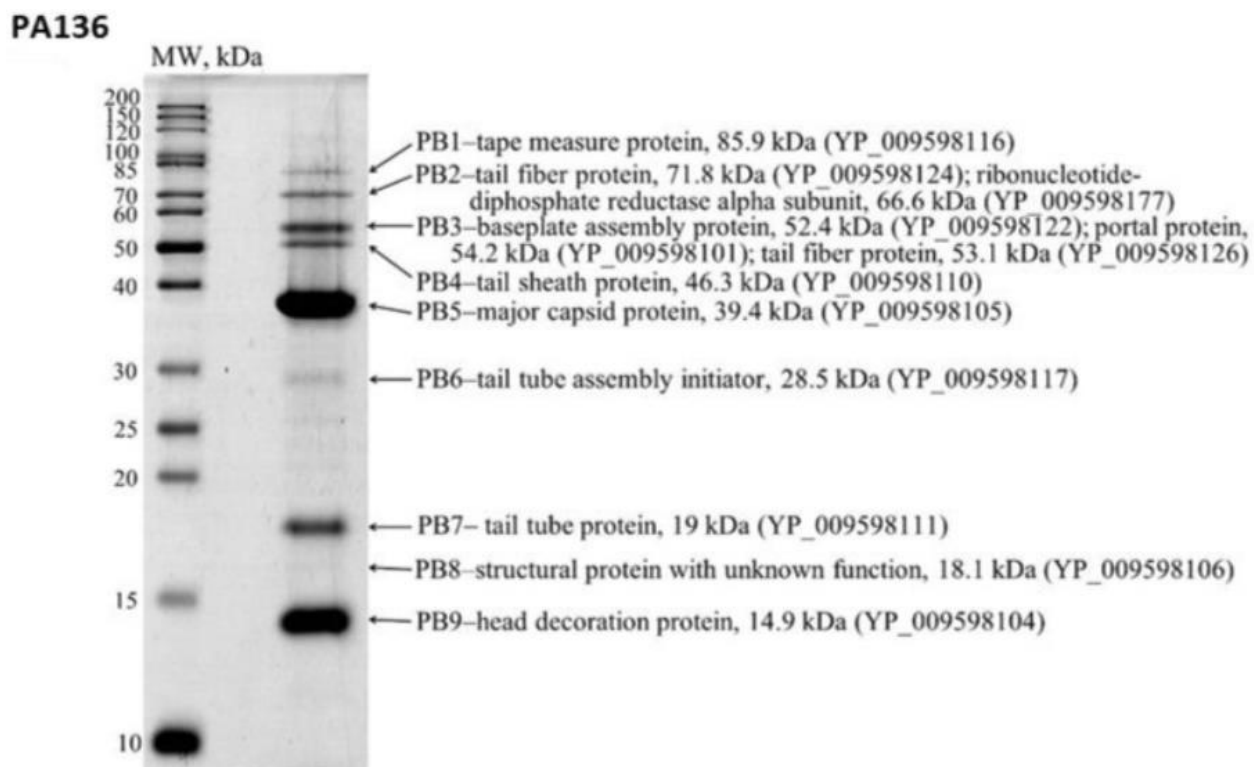 PA136
MW, kDa
200
150
120
100
85
70
60
50
40
30
25
20
15
10
PB1–tape measure protein, 85.9 kDa (YP_009598116)
PB2–tail fiber protein, 71.8 kDa (YP_009598124); ribonucleotide-
diphosphate reductase alpha subunit, 66.6 kDa (YP_009598177)
PB3–baseplate assembly protein, 52.4 kDa (YP_009598122); portal protein,
54.2 kDa (YP_009598101); tail fiber protein, 53.1 kDa (YP_009598126)
PB4–tail sheath protein, 46.3 kDa (YP_009598110)
PB5–major capsid protein, 39.4 kDa (YP_009598105)
PB6–tail tube assembly initiator, 28.5 kDa (YP_009598117)
PB7– tail tube protein, 19 kDa (YP_009598111)
PB8–structural protein with unknown function, 18.1 kDa (YP_009598106)
PB9–head decoration protein, 14.9 kDa (YP_009598104)